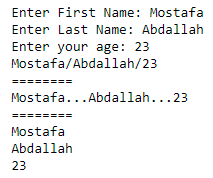 Enter First Name: Mostafa
Enter Last Name: Abdallah
Enter your age: 23
Mostafa/Abdallah/23
========
Mostafa...Abdallah...23
========
Mostafa
Abdallah
23